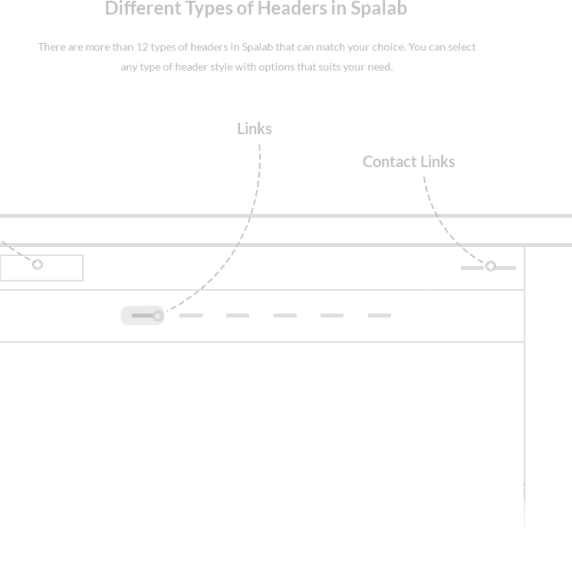 Different Types of Headers in Spalab
There are more than 12 types of headers in Spalab that can match your choice. You can select
any type of header style with options that suits your need.
Links
Contact Links